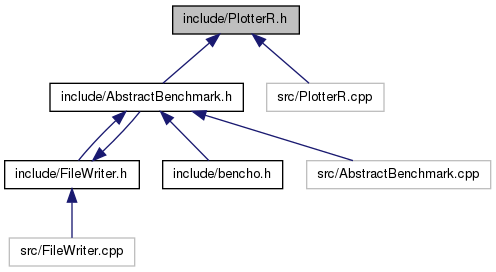 include/PlotterR.h
include/AbstractBenchmark.h
src/PlotterR.cpp
include/FileWriter.h
include/bencho.h
src/AbstractBenchmark.cpp
src/FileWriter.cpp